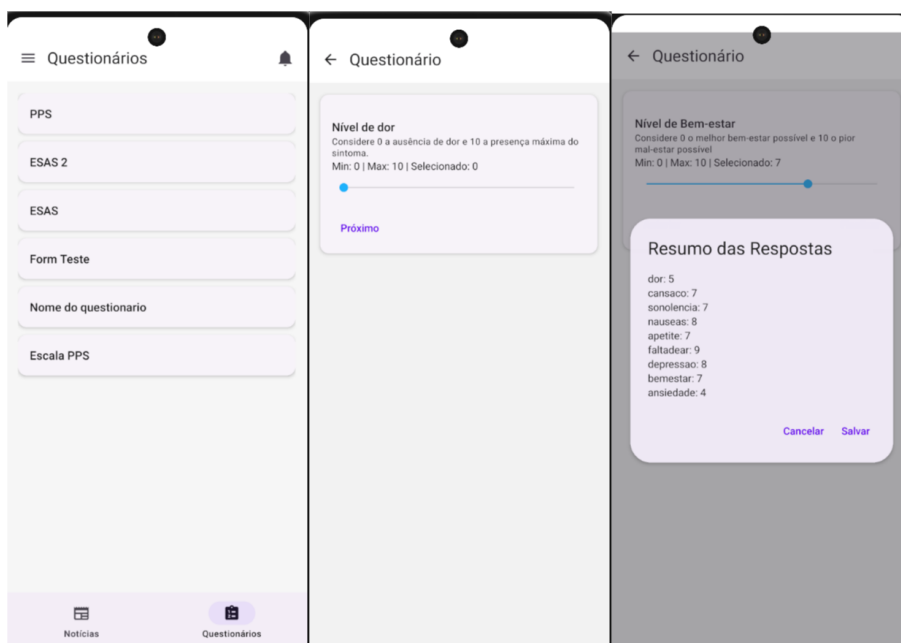 Questionários
PPS
ESAS 2
ESAS
Form Teste
Nome do questionario
Escala PPS
Notícias
Questionários
Questionário
Nível de dor
Considere 0 a ausência de dor e 10 a presença máxima do
sintoma.
Min: 0 | Max: 10 | Selecionado: 0
Próximo
Questionário
Nível de Bem-estar
Considere 0 o melhor bem-estar possível e 10 o pior
mal-estar possível
Min: 0 | Max: 10 | Selecionado: 7
Resumo das Respostas
dor: 5
cansaco: 7
sonolencia: 7
nauseas: 8
apetite: 7
faltadear: 9
depressao: 8
bemestar: 7
ansiedade: 4
Cancelar Salvar